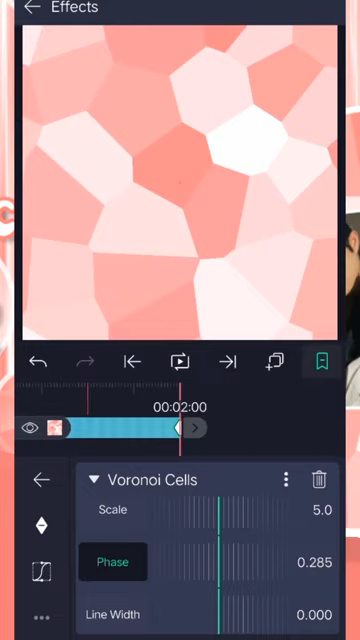 Effects
00:02:00
Voronoi Cells
Scale 5.0
Phase 0.285
Line Width 0.000